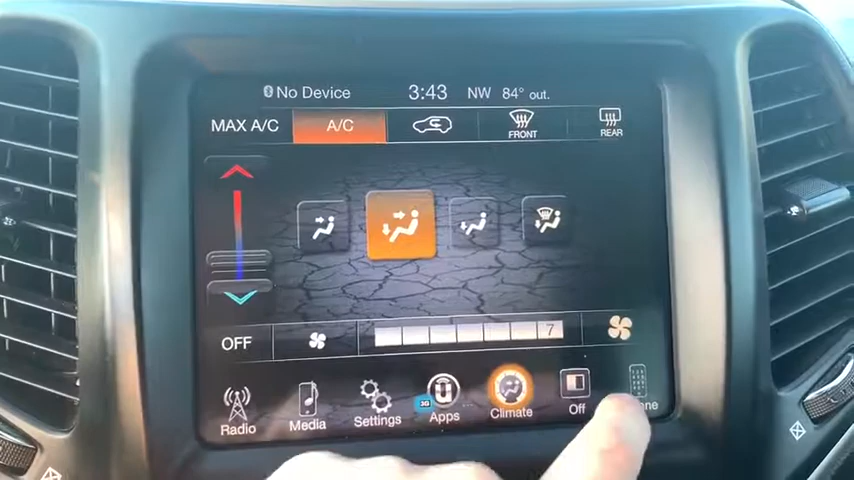 No Device 3:43 NW 84° out.
MAX A/C A/C FRONT REAR
OFF 7
3G
Radio Media Settings Apps Climate Off